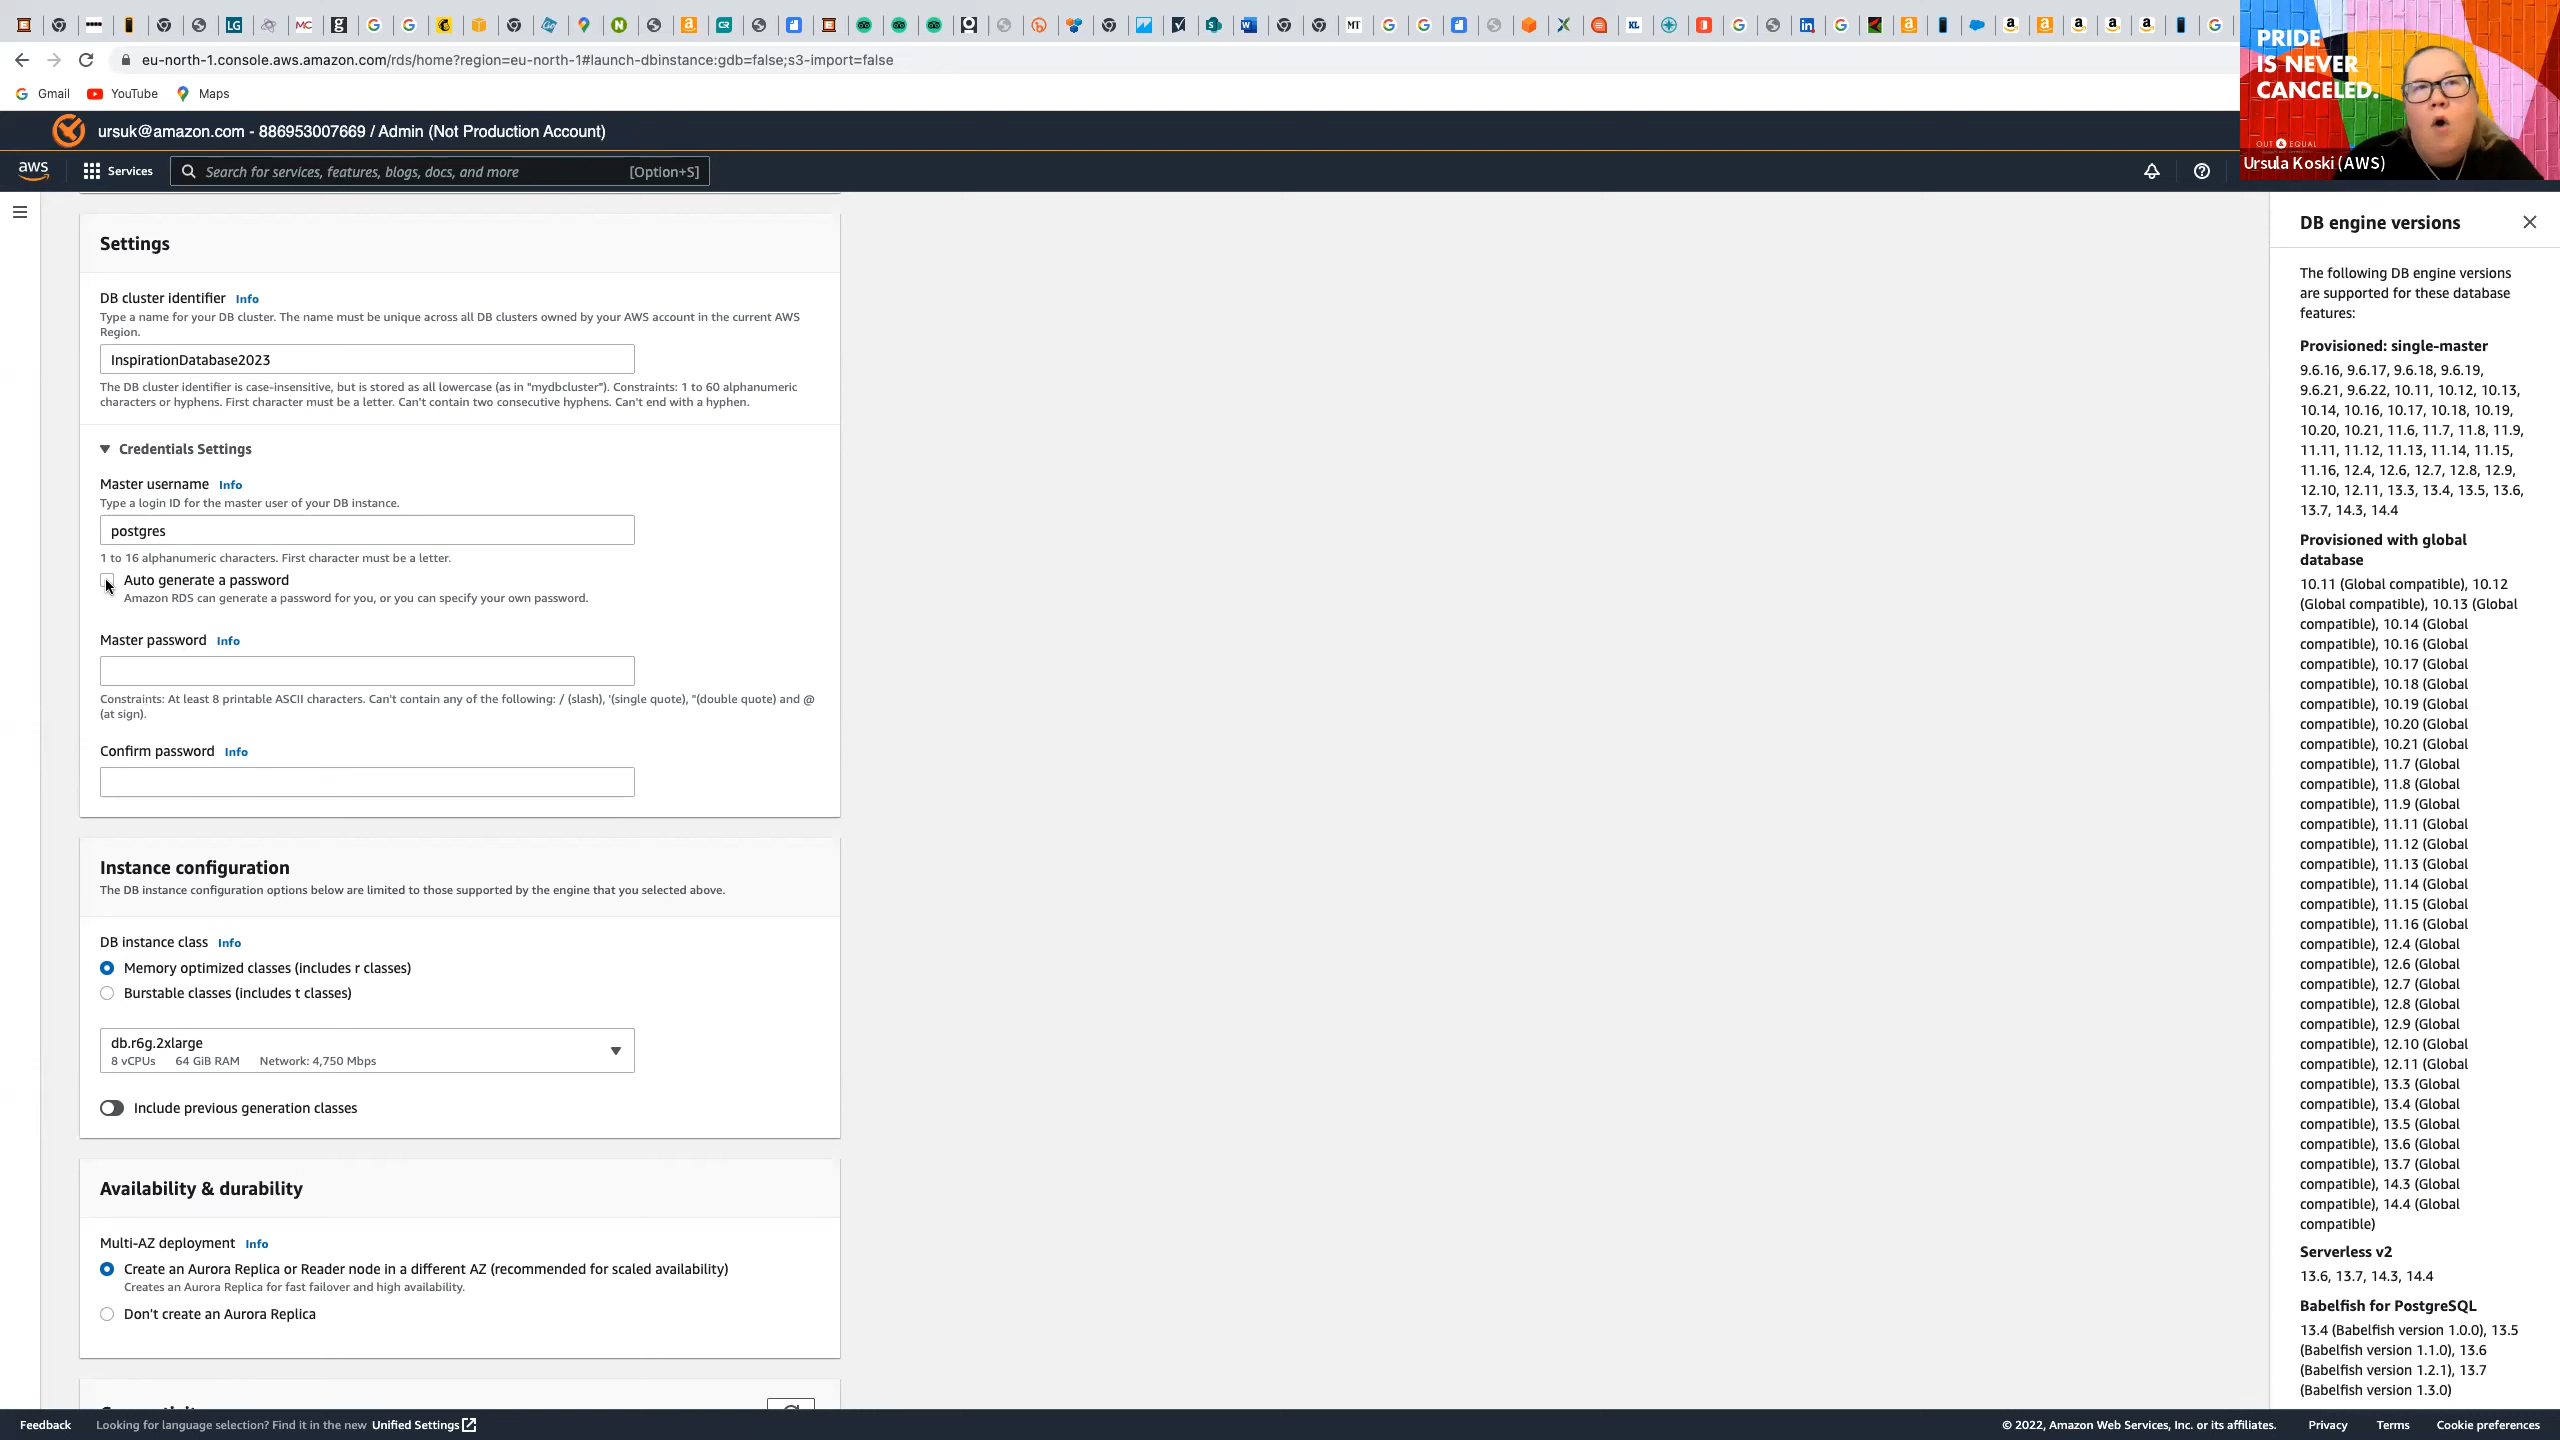 eu-north-1.console.aws.amazon.com/rds/home?region=eu-north-1#launch-dbinstance:gdb=false;s3-import=false
Gmail YouTube Maps
ursuk@amazon.com - 886953007669 / Admin (Not Production Account)
aws Services Search for services, features, blogs, docs, and more [Option+S]
PRIDE
IS NEVER
CANCELED.
OUT & EQUAL
Ursula Koski (AWS)
Settings
DB cluster identifier Info
Type a name for your DB cluster. The name must be unique across all DB clusters owned by your AWS account in the current AWS
Region.
InspirationDatabase2023
The DB cluster identifier is case-insensitive, but is stored as all lowercase (as in "mydbcluster"). Constraints: 1 to 60 alphanumeric
characters or hyphens. First character must be a letter. Can't contain two consecutive hyphens. Can't end with a hyphen.
Credentials Settings
Master username Info
Type a login ID for the master user of your DB instance.
postgres
1 to 16 alphanumeric characters. First character must be a letter.
Auto generate a password
Amazon RDS can generate a password for you, or you can specify your own password.
Master password Info
Constraints: At least 8 printable ASCII characters. Can't contain any of the following: / (slash), '(single quote), "(double quote) and @
(at sign).
Confirm password Info
Instance configuration
The DB instance configuration options below are limited to those supported by the engine that you selected above.
DB instance class Info
Memory optimized classes (includes r classes)
Burstable classes (includes t classes)
db.r6g.2xlarge
8 vCPUs 64 GiB RAM Network: 4,750 Mbps
Include previous generation classes
Availability & durability
Multi-AZ deployment Info
Create an Aurora Replica or Reader node in a different AZ (recommended for scaled availability)
Creates an Aurora Replica for fast failover and high availability.
Don't create an Aurora Replica
DB engine versions
The following DB engine versions
are supported for these database
features:
Provisioned: single-master
9.6.16, 9.6.17, 9.6.18, 9.6.19,
9.6.21, 9.6.22, 10.11, 10.12, 10.13,
10.14, 10.16, 10.17, 10.18, 10.19,
10.20, 10.21, 11.6, 11.7, 11.8, 11.9,
11.11, 11.12, 11.13, 11.14, 11.15,
11.16, 12.4, 12.6, 12.7, 12.8, 12.9,
12.10, 12.11, 13.3, 13.4, 13.5, 13.6,
13.7, 14.3, 14.4
Provisioned with global
database
10.11 (Global compatible), 10.12
(Global compatible), 10.13 (Global
compatible), 10.14 (Global
compatible), 10.16 (Global
compatible), 10.17 (Global
compatible), 10.18 (Global
compatible), 10.19 (Global
compatible), 10.20 (Global
compatible), 10.21 (Global
compatible), 11.7 (Global
compatible), 11.8 (Global
compatible), 11.9 (Global
compatible), 11.11 (Global
compatible), 11.12 (Global
compatible), 11.13 (Global
compatible), 11.14 (Global
compatible), 11.15 (Global
compatible), 11.16 (Global
compatible), 12.4 (Global
compatible), 12.6 (Global
compatible), 12.7 (Global
compatible), 12.8 (Global
compatible), 12.9 (Global
compatible), 12.10 (Global
compatible), 12.11 (Global
compatible), 13.3 (Global
compatible), 13.4 (Global
compatible), 13.5 (Global
compatible), 13.6 (Global
compatible), 13.7 (Global
compatible), 14.3 (Global
compatible), 14.4 (Global
compatible)
Serverless v2
13.6, 13.7, 14.3, 14.4
Babelfish for PostgreSQL
13.4 (Babelfish version 1.0.0), 13.5
(Babelfish version 1.1.0), 13.6
(Babelfish version 1.2.1), 13.7
(Babelfish version 1.3.0)
Feedback Looking for language selection? Find it in the new Unified Settings © 2022, Amazon Web Services, Inc. or its affiliates. Privacy Terms Cookie preferences